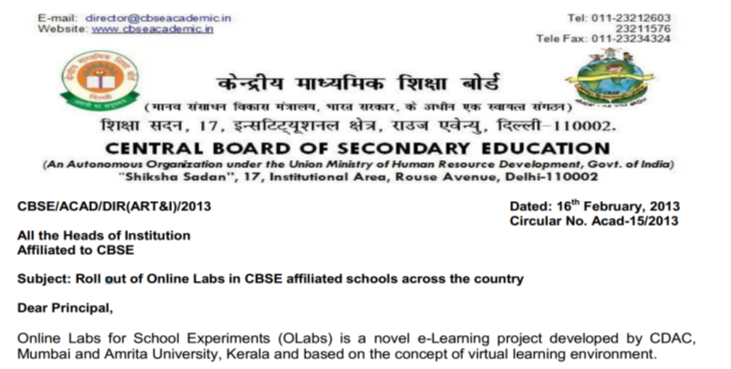 E-mail: director@cbseacademic.in
Website: www.cbseacademic.in
Tel: 011-23212603
23211576
Tele Fax: 011-23234324
केन्द्रीय माध्यमिक शिक्षा बोर्ड
(मानव संसाधन विकास मंत्रालय, भारत सरकार, के अधीन एक स्वायत संगठन)
शिक्षा सदन, 17, इन्सटिट्यूशनल क्षेत्र, राउज एवेन्यु, दिल्ली–110002.
CENTRAL BOARD OF SECONDARY EDUCATION
(An Autonomous Organization under the Union Ministry of Human Resource Development, Govt. of India)
"Shiksha Sadan", 17, Institutional Area, Rouse Avenue, Delhi-110002
CBSE/ACAD/DIR(ART&I)/2013
Dated: 16th February, 2013
Circular No. Acad-15/2013
All the Heads of Institution
Affiliated to CBSE
Subject: Roll out of Online Labs in CBSE affiliated schools across the country
Dear Principal,
Online Labs for School Experiments (OLabs) is a novel e-Learning project developed by CDAC,
Mumbai and Amrita University, Kerala and based on the concept of virtual learning environment.